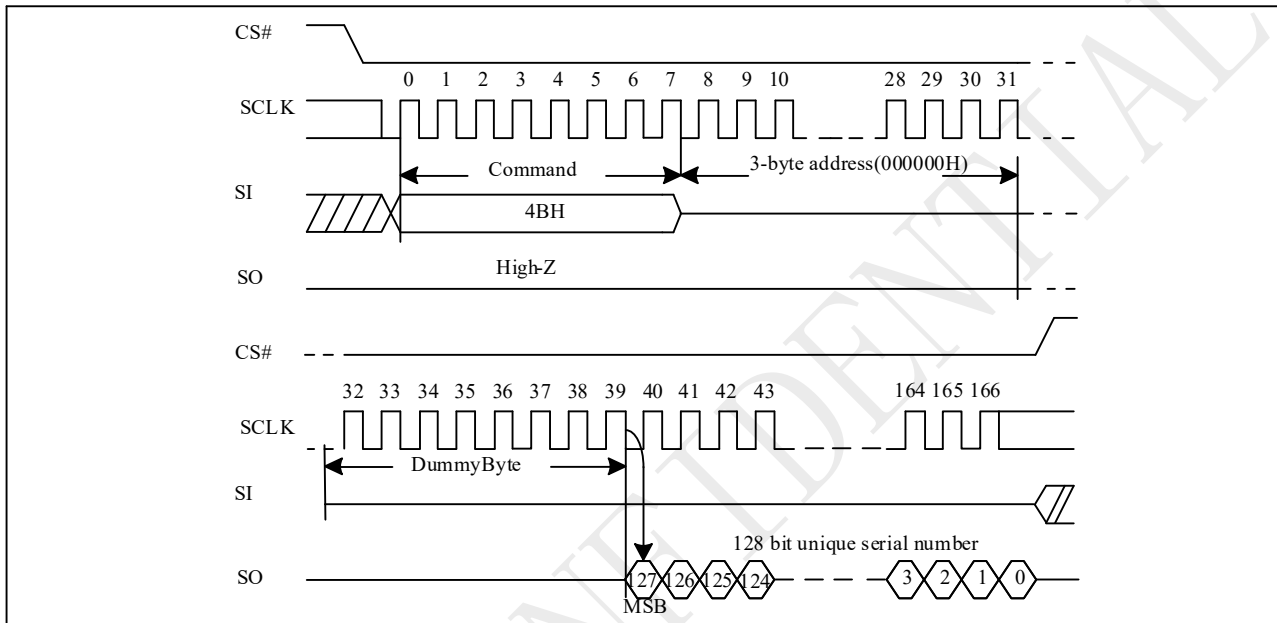 CS#
0 1 2 3 4 5 6 7 8 9 10 28 29 30 31
SCLK
Command 3-byte address(000000H)
SI
4BH
High-Z
SO
CS#
32 33 34 35 36 37 38 39 40 41 42 43 164 165 166
SCLK
DummyByte
SI
128 bit unique serial number
SO 127 126 125 124 3 2 1 0
MSB